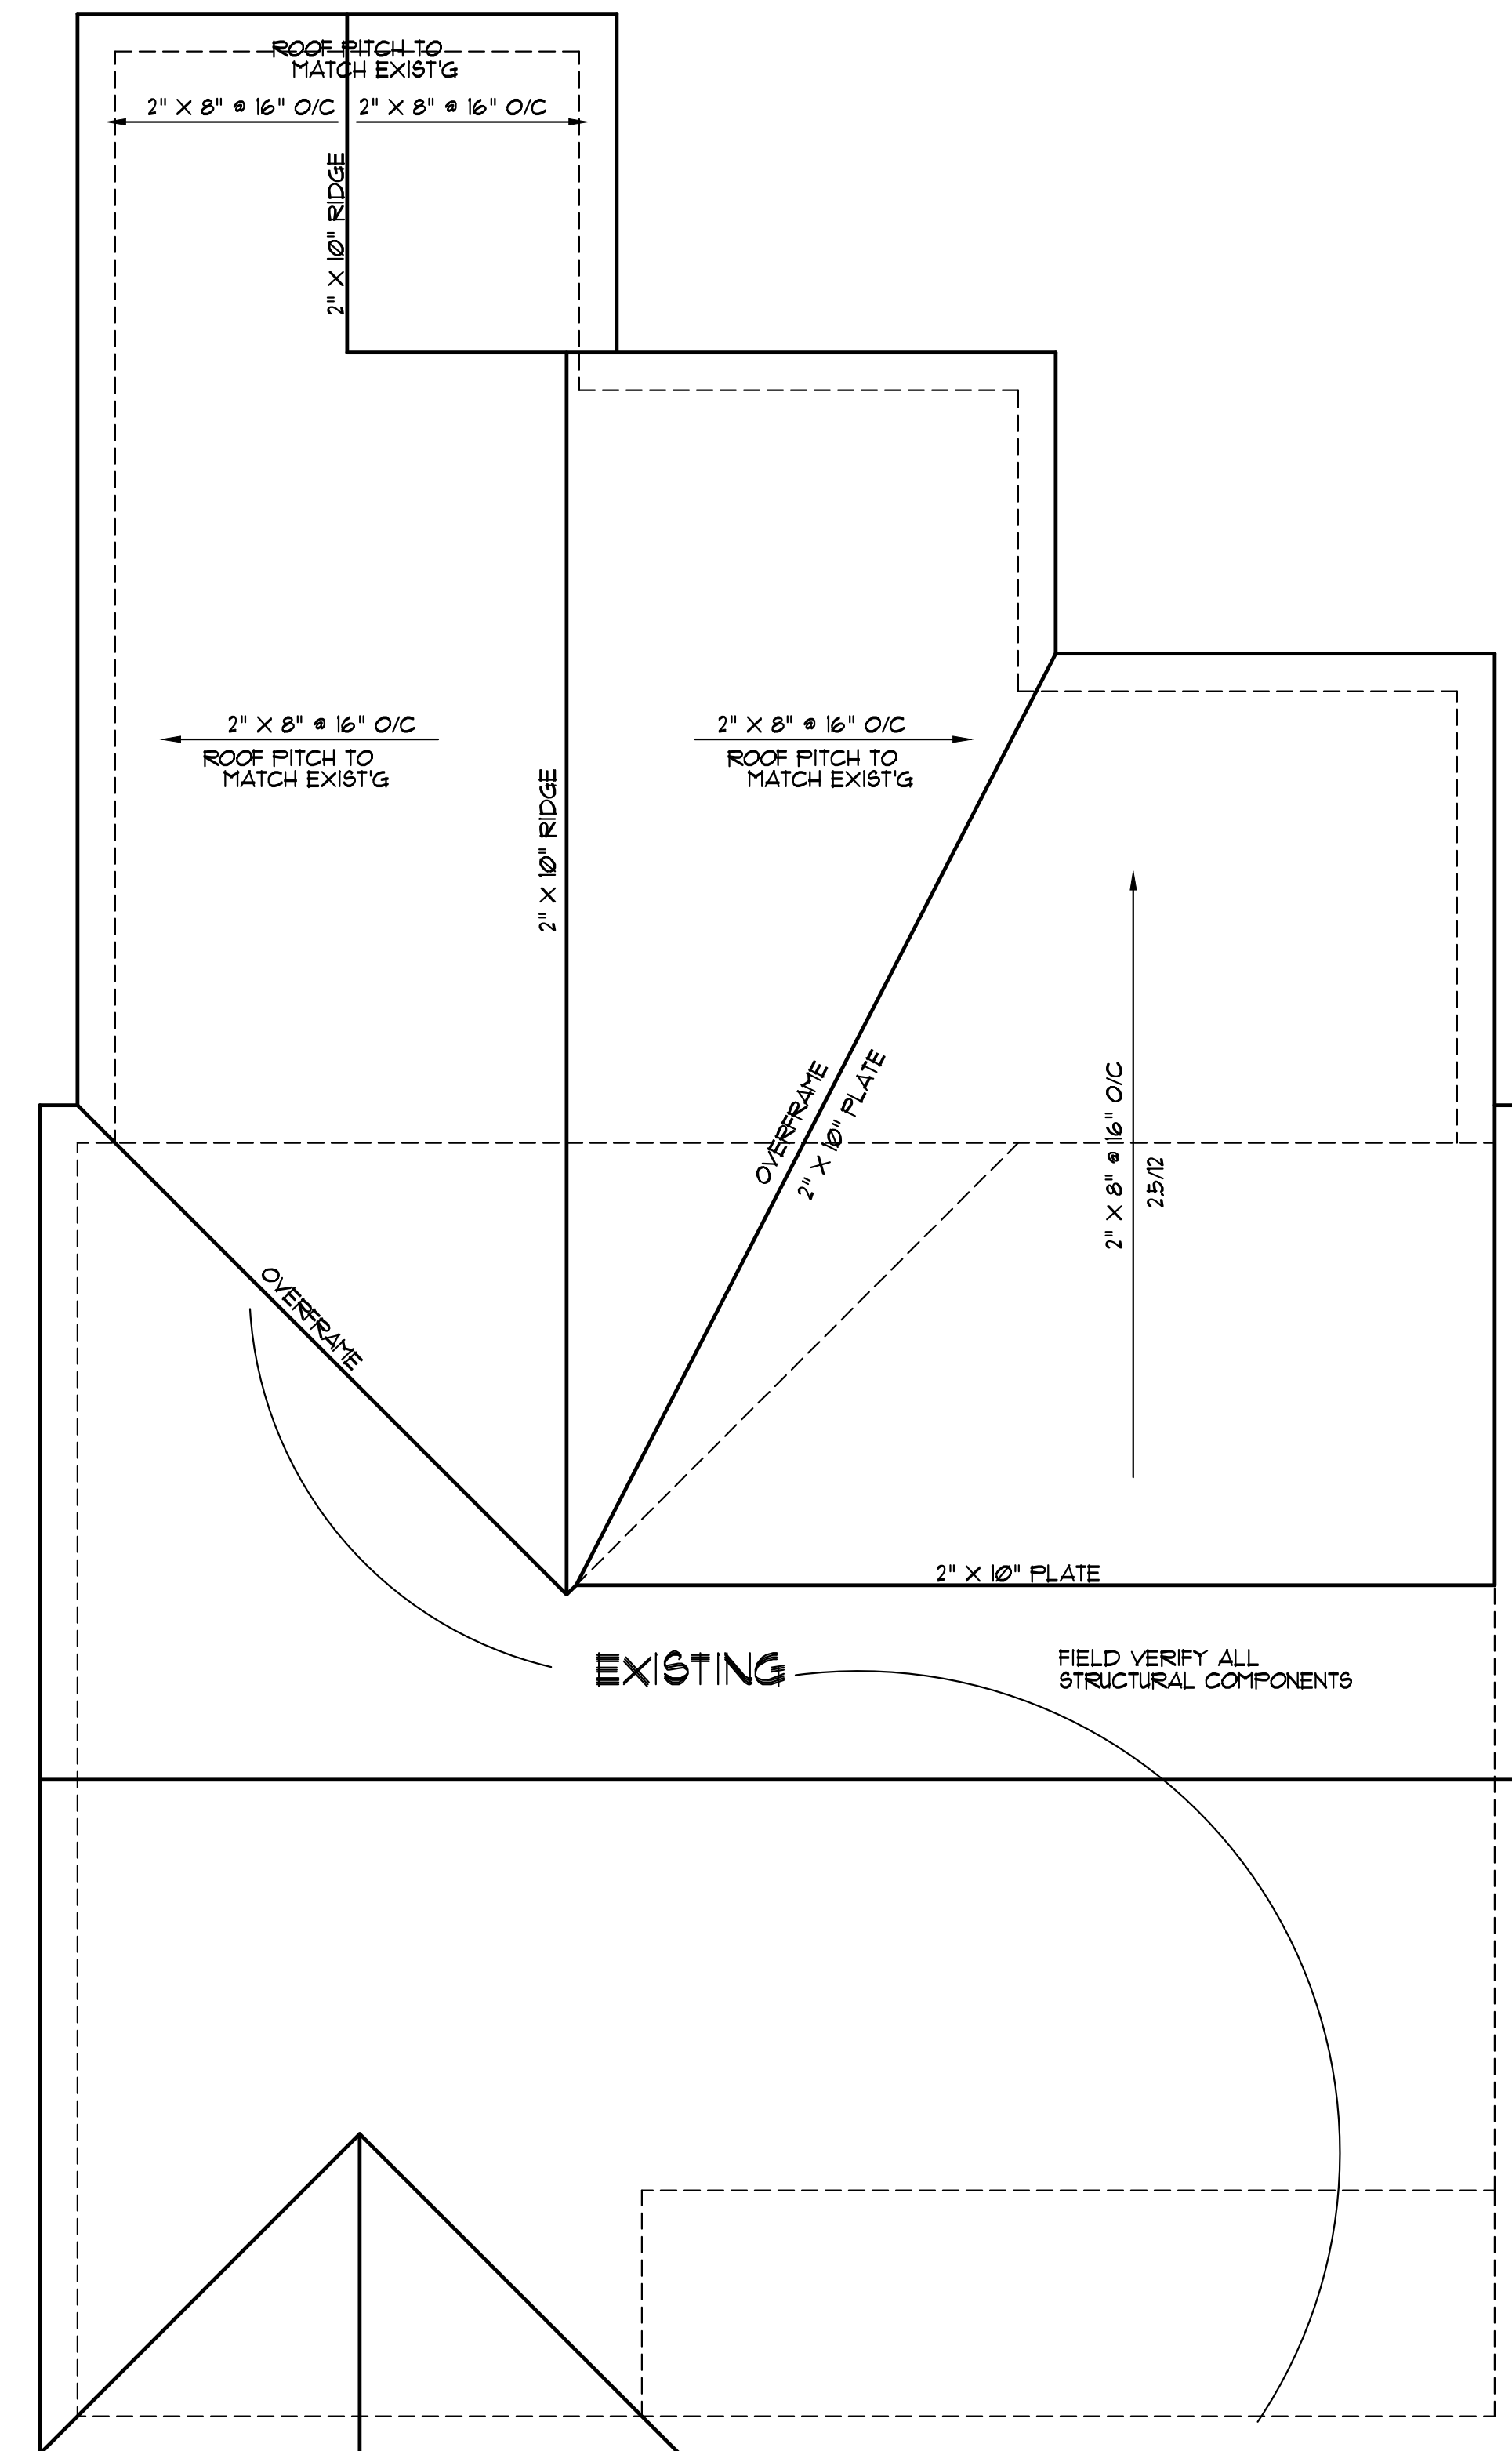 ROOF PITCH TO
MATCH EXIST'G
2" X 8" @ 16" O/C
2" X 8" @ 16" O/C
2" X 10" RIDGE
2" X 8" @ 16" O/C
ROOF PITCH TO
MATCH EXIST'G
2" X 8" @ 16" O/C
ROOF PITCH TO
MATCH EXIST'G
2" X 10" RIDGE
OVERFRAME
2" X 10" PLATE
2" X 8" @ 16" O/C
2.5/12
OVERFRAME
2" X 10" PLATE
EXISTING
FIELD VERIFY ALL
STRUCTURAL COMPONENTS